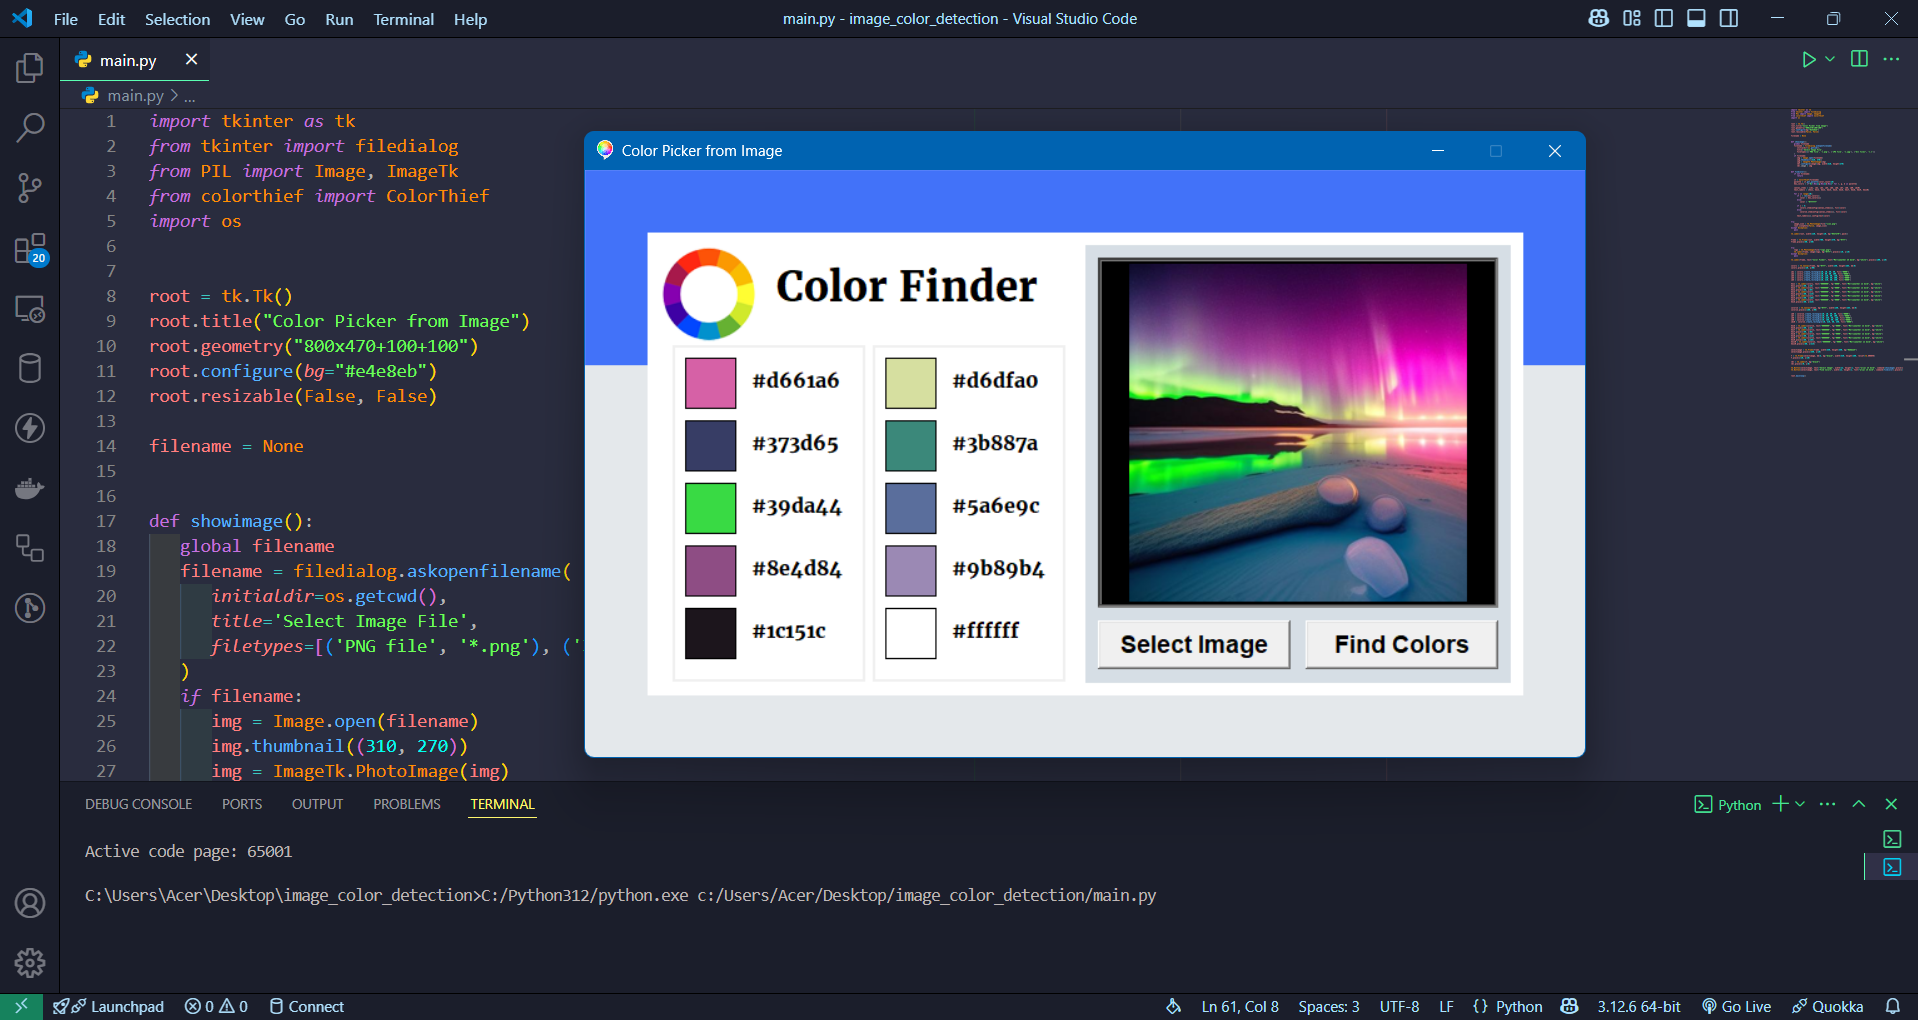 File Edit Selection View Go Run Terminal Help
main.py - image_color_detection - Visual Studio Code
main.py
main.py > ...
1 import tkinter as tk
2 from tkinter import filedialog
3 from PIL import Image, ImageTk
4 from colorthief import ColorThief
5 import os
6
7
8 root = tk.Tk()
9 root.title("Color Picker from Image")
10 root.geometry("800x470+100+100")
11 root.configure(bg="#e4e8eb")
12 root.resizable(False, False)
13
14 filename = None
15
16
17 def showimage():
18 global filename
19 filename = filedialog.askopenfilename(
20 initialdir=os.getcwd(),
21 title='Select Image File',
22 filetypes=[('PNG file', '*.png'), ('
23 )
24 if filename:
25 img = Image.open(filename)
26 img.thumbnail((310, 270))
27 img = ImageTk.PhotoImage(img)
Color Picker from Image
Color Finder
#d661a6 #d6dfa0
#373d65 #3b887a
#39da44 #5a6e9c
#8e4d84 #9b89b4
#1c151c #ffffff
Select Image Find Colors
20
DEBUG CONSOLE PORTS OUTPUT PROBLEMS TERMINAL
Python
Active code page: 65001
C:\Users\Acer\Desktop\image_color_detection>C:/Python312/python.exe c:/Users/Acer/Desktop/image_color_detection/main.py
Launchpad 0 0 Connect
Ln 61, Col 8 Spaces: 3 UTF-8 LF {} Python 3.12.6 64-bit Go Live Quokka